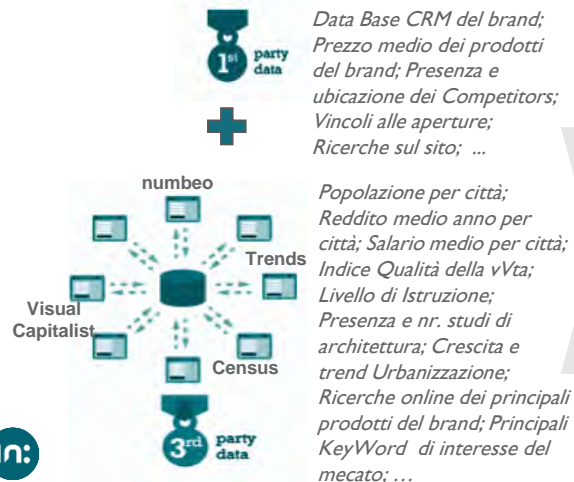 1st party data
Data Base CRM del brand;
Prezzo medio dei prodotti
del brand; Presenza e
ubicazione dei Competitors;
Vincoli alle aperture;
Ricerche sul sito; ...
numbeo
Trends
Visual
Capitalist
Census
3rd party data
Popolazione per città;
Reddito medio anno per
città; Salario medio per città;
Indice Qualità della vVta;
Livello di Istruzione;
Presenza e nr. studi di
architettura; Crescita e
trend Urbanizzazione;
Ricerche online dei principali
prodotti del brand; Principali
KeyWord di interesse del
mecato; ...
in: